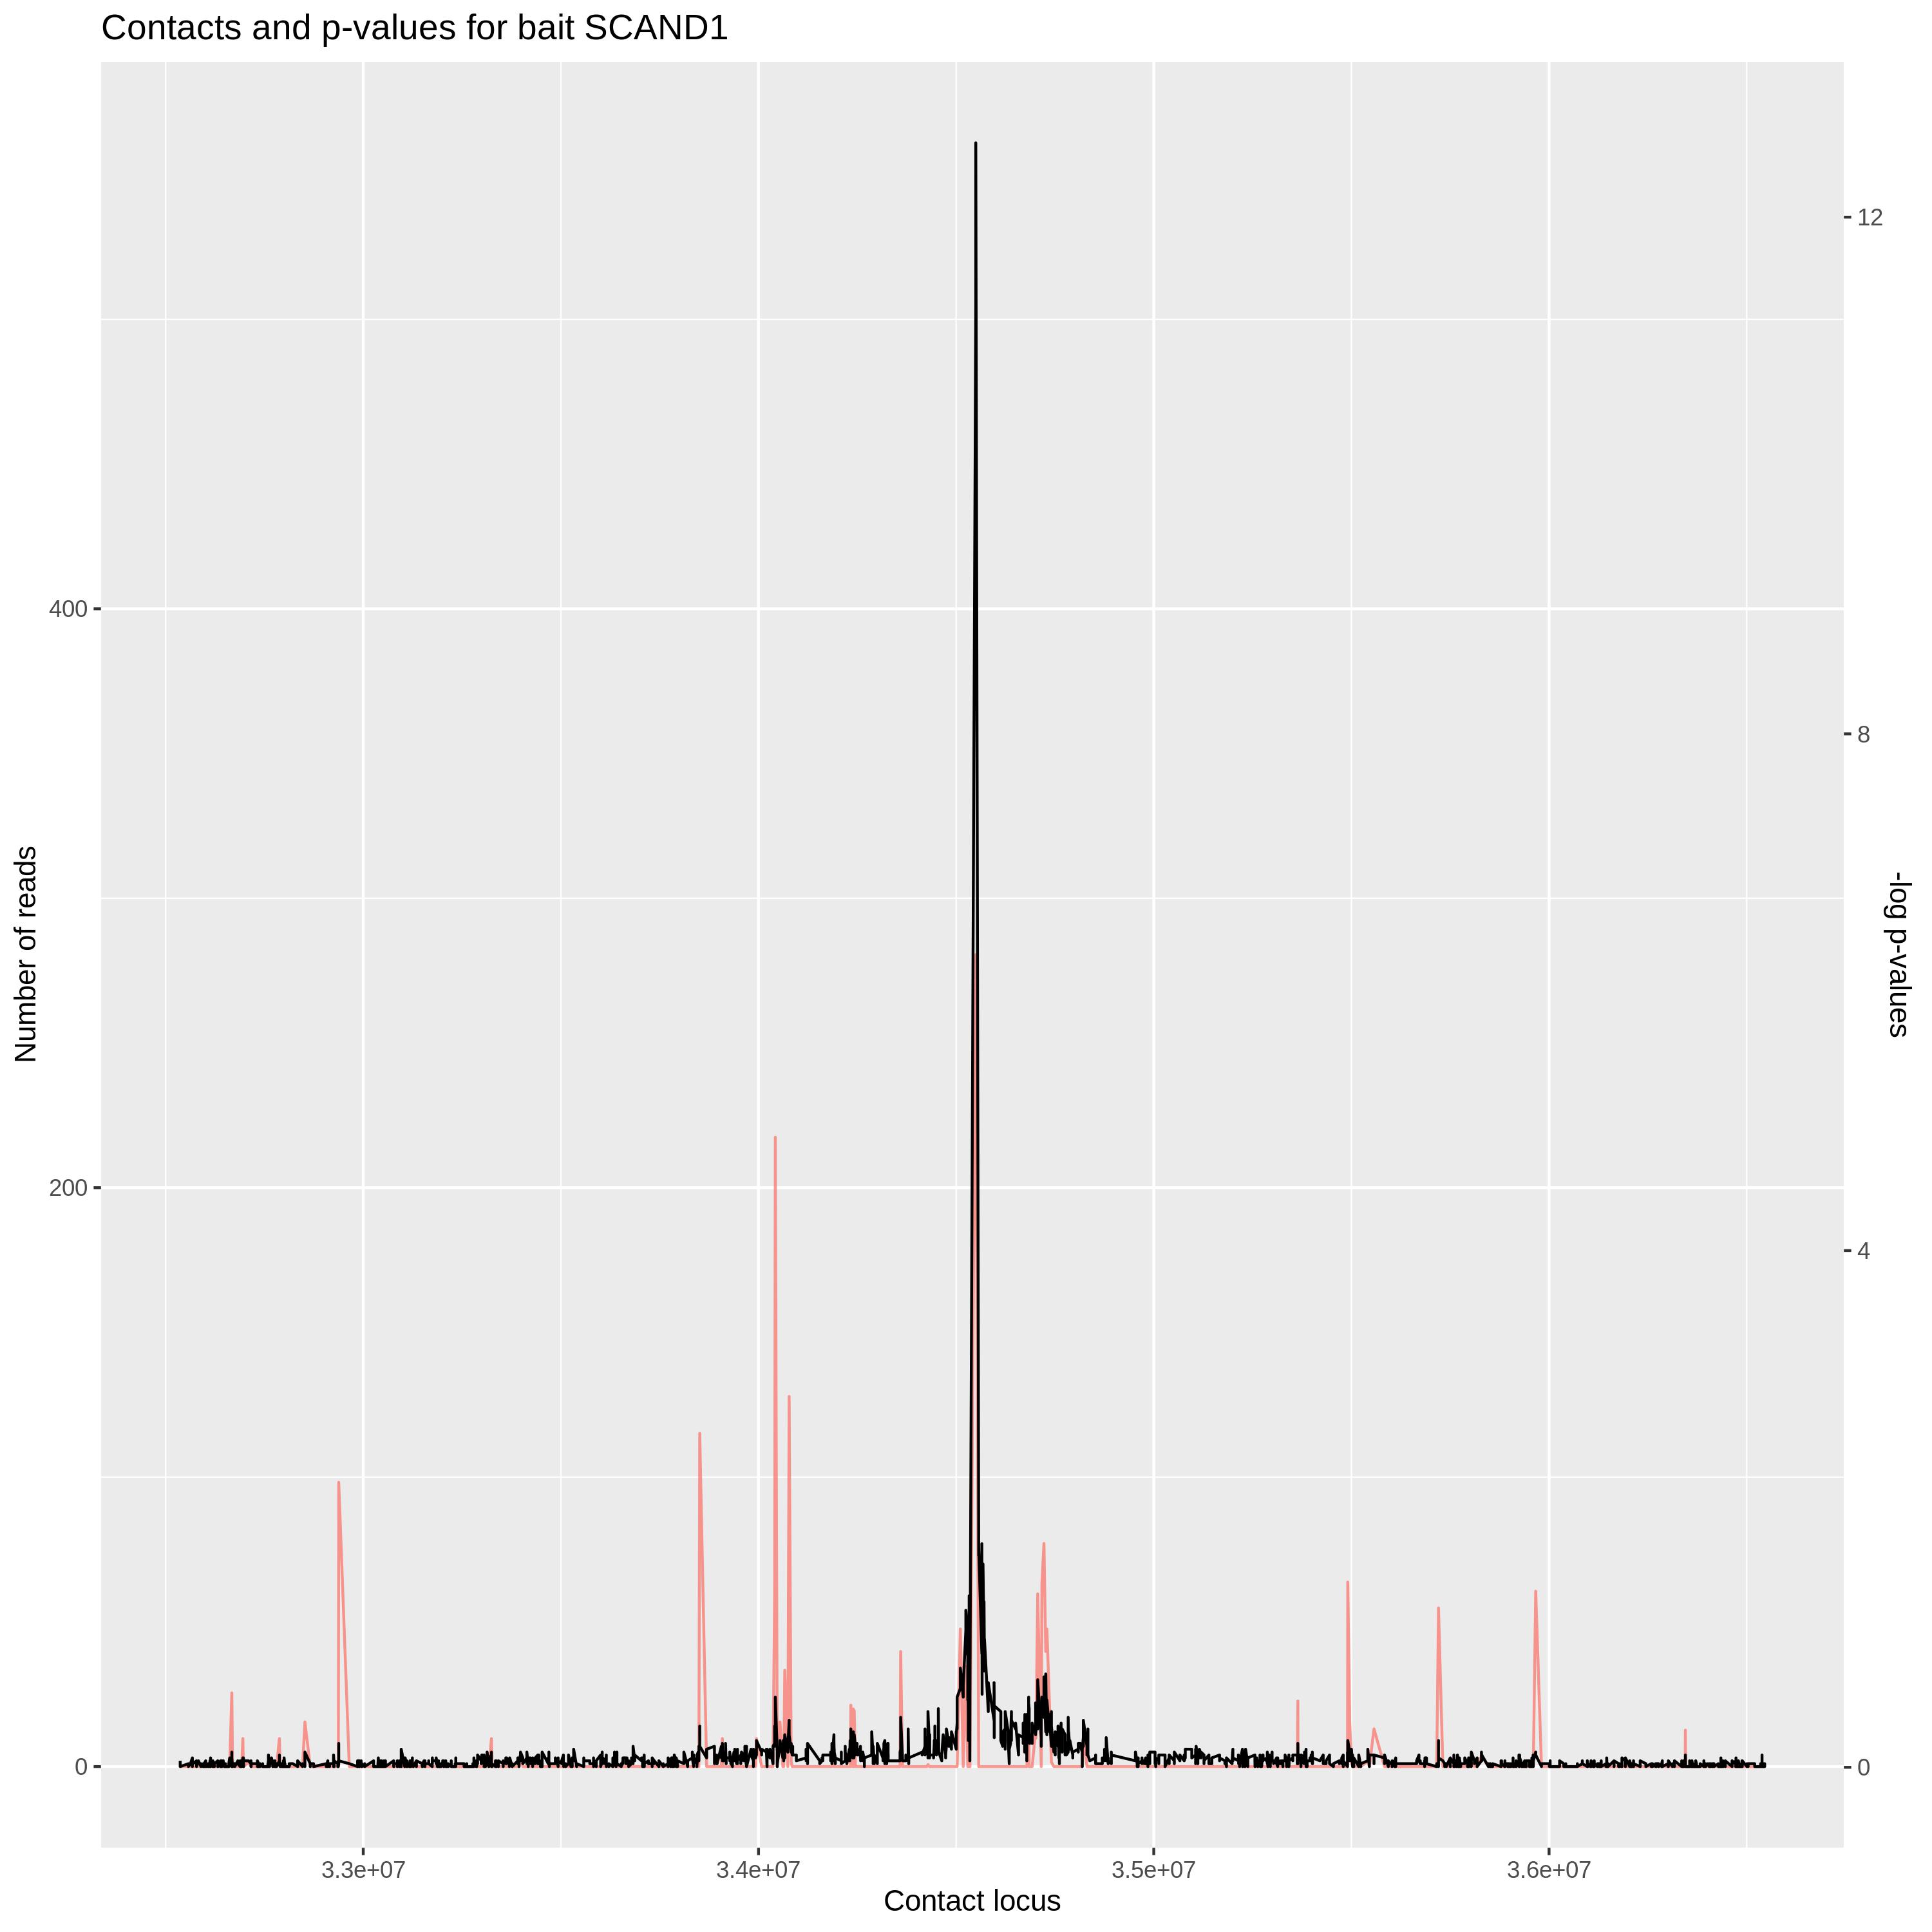 Contacts and p-values for bait SCAND1
12
400
8
Number of reads
-log p-values
200
4
0
0
3.3e+07
3.4e+07
3.5e+07
3.6e+07
Contact locus